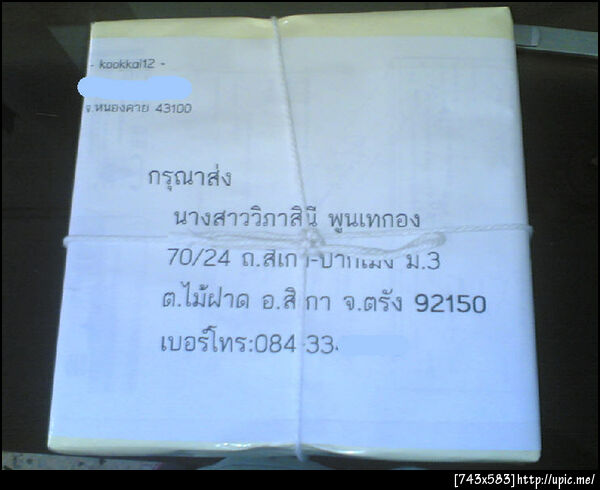 - kookkai12 -
จ.หนองคาย 43100
กรุณาส่ง
นางสาววิภาสินี พูนเทกอง
70/24 ถ.สิเกา-ปากเมง ม.3
ต.ไม้ฝาด อ.สิเกา จ.ตรัง 92150
เบอร์โทร:084-33
[743x583]http://upic.me/